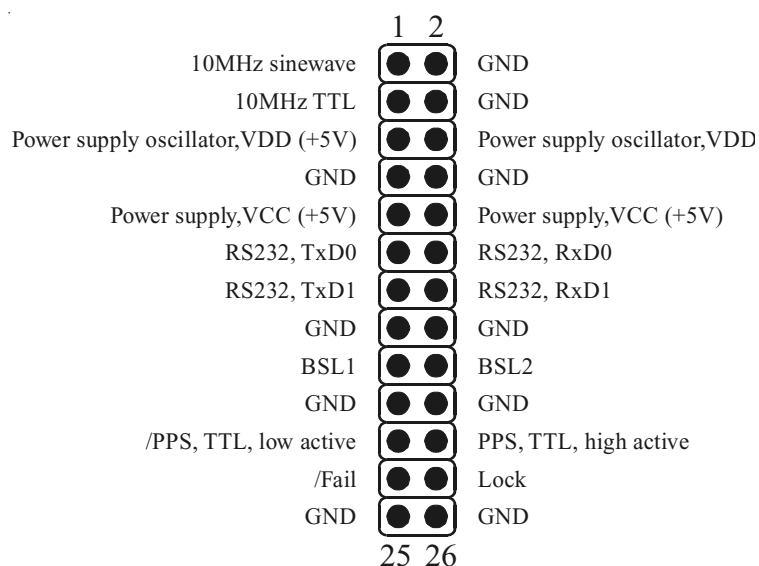 1 2
10MHz sinewave GND
10MHz TTL GND
Power supply oscillator,VDD (+5V) Power supply oscillator,VDD
GND GND
Power supply,VCC (+5V) Power supply,VCC (+5V)
RS232, TxD0 RS232, RxD0
RS232, TxD1 RS232, RxD1
GND GND
BSL1 BSL2
GND GND
/PPS, TTL, low active PPS, TTL, high active
/Fail Lock
GND GND
25 26